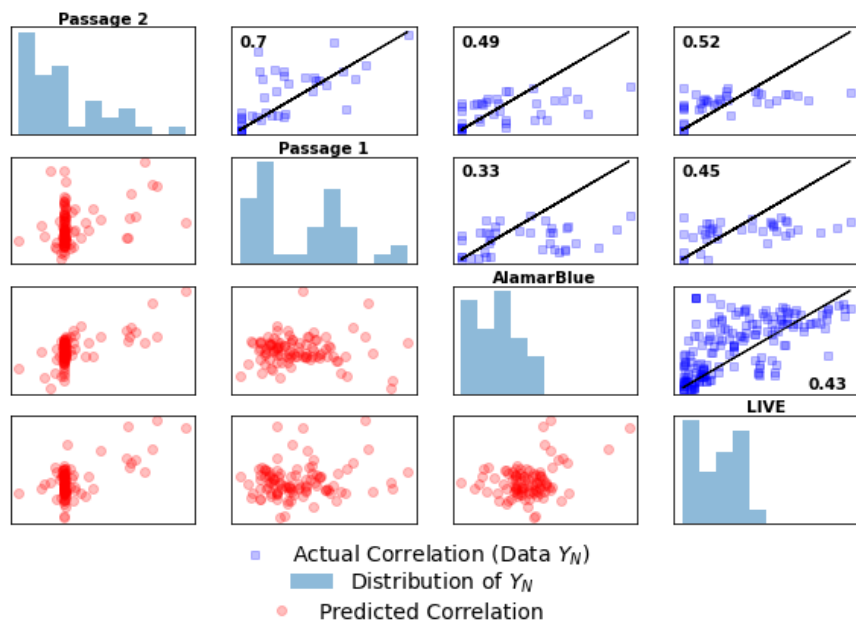 Passage 2
0.7
0.49
0.52
Passage 1
0.33
0.45
AlamarBlue
0.43
LIVE
Actual Correlation (Data Y_N)
Distribution of Y_N
Predicted Correlation